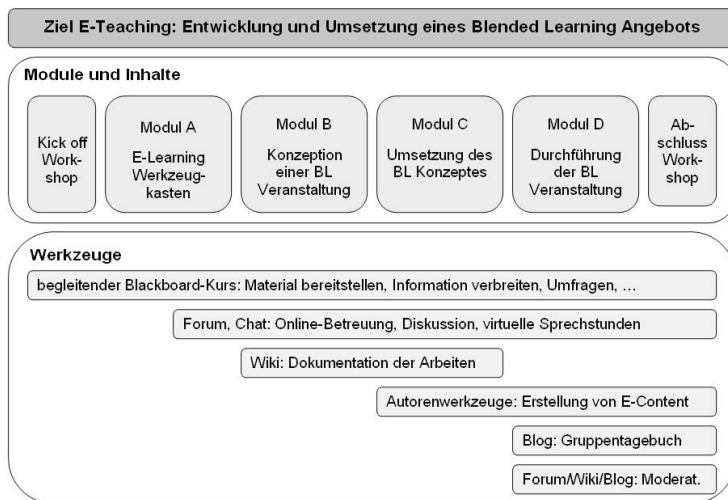 Ziel E-Teaching: Entwicklung und Umsetzung eines Blended Learning Angebots
Module und Inhalte
Kick off
Work-
shop
Modul A
E-Learning
Werkzeug-
kasten
Modul B
Konzeption
einer BL
Veranstaltung
Modul C
Umsetzung des
BL Konzeptes
Modul D
Durchführung
der BL
Veranstaltung
Ab-
schluss
Work-
shop
Werkzeuge
begleitender Blackboard-Kurs: Material bereitstellen, Information verbreiten, Umfragen, …
Forum, Chat: Online-Betreuung, Diskussion, virtuelle Sprechstunden
Wiki: Dokumentation der Arbeiten
Autorenwerkzeuge: Erstellung von E-Content
Blog: Gruppentagebuch
Forum/Wiki/Blog: Moderat.